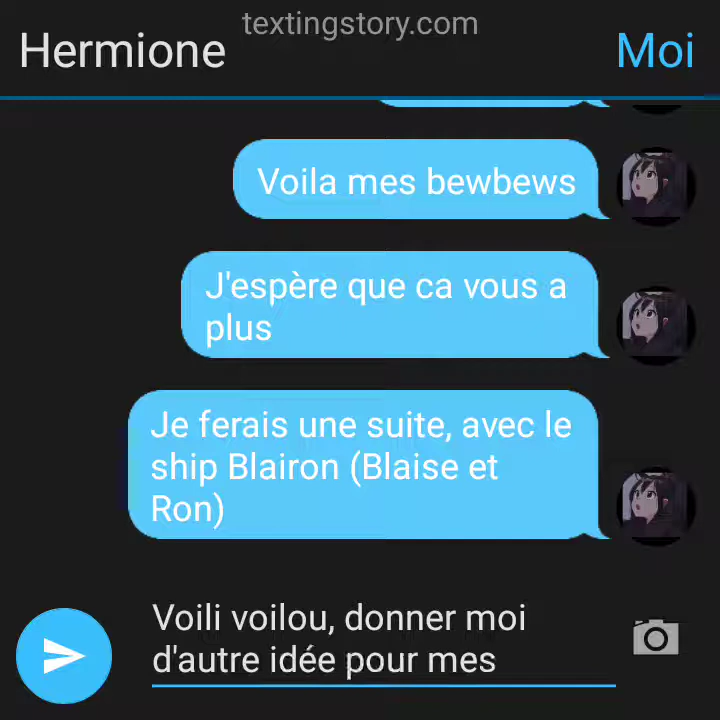 textingstory.com
Hermione
Moi
Voila mes bewbews
J'espère que ca vous a
plus
Je ferais une suite, avec le
ship Blairon (Blaise et
Ron)
Voili voilou, donner moi
d'autre idée pour mes